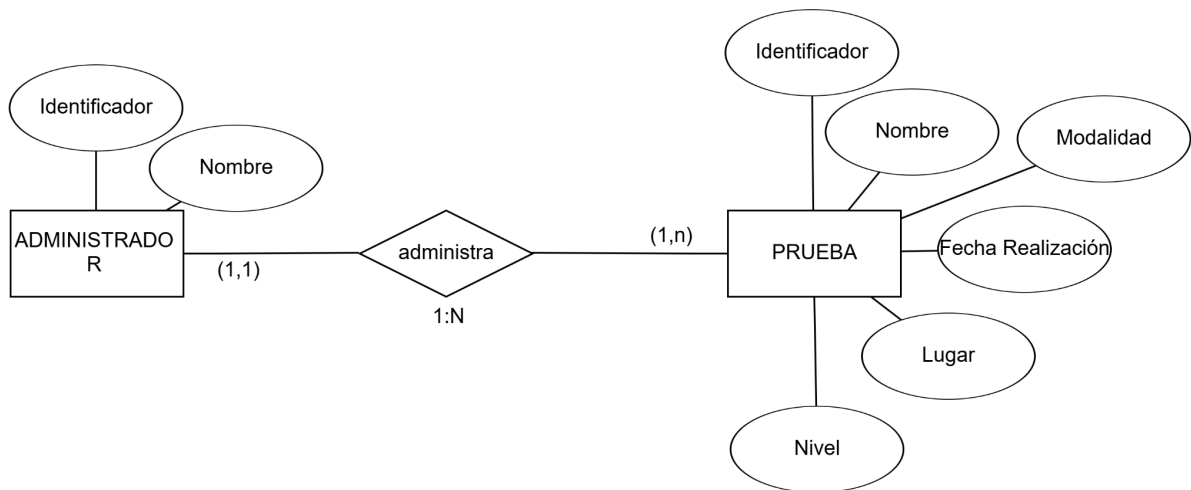 Identificador
Identificador
Nombre
Modalidad
Nombre
ADMINISTRADO
R
(1,1)
administra
1:N
(1,n)
PRUEBA
Fecha Realización
Lugar
Nivel